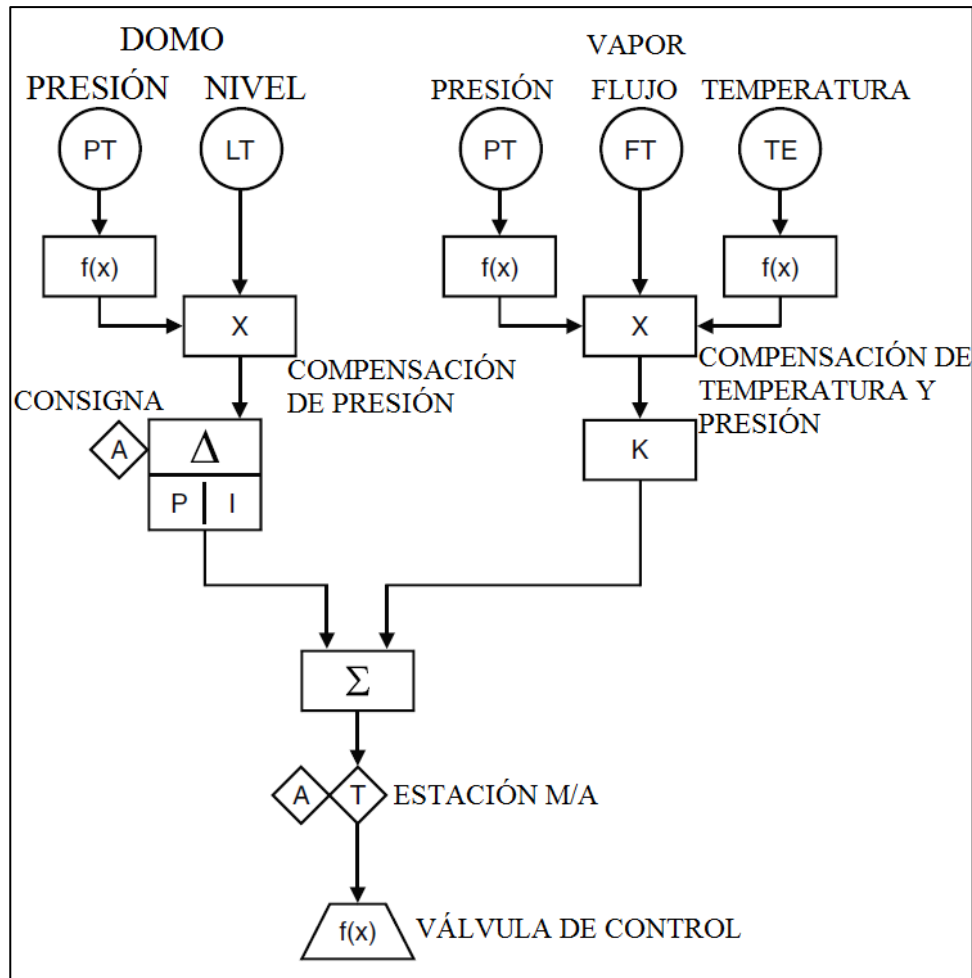 DOMO
VAPOR
PRESIÓN
NIVEL
PRESIÓN
FLUJO
TEMPERATURA
PT
LT
PT
FT
TE
f(x)
f(x)
f(x)
X
X
COMPENSACIÓN
DE PRESIÓN
COMPENSACIÓN DE
TEMPERATURA Y
PRESIÓN
CONSIGNA
A
Δ
P
I
K
Σ
A
T
ESTACIÓN M/A
f(x)
VÁLVULA DE CONTROL